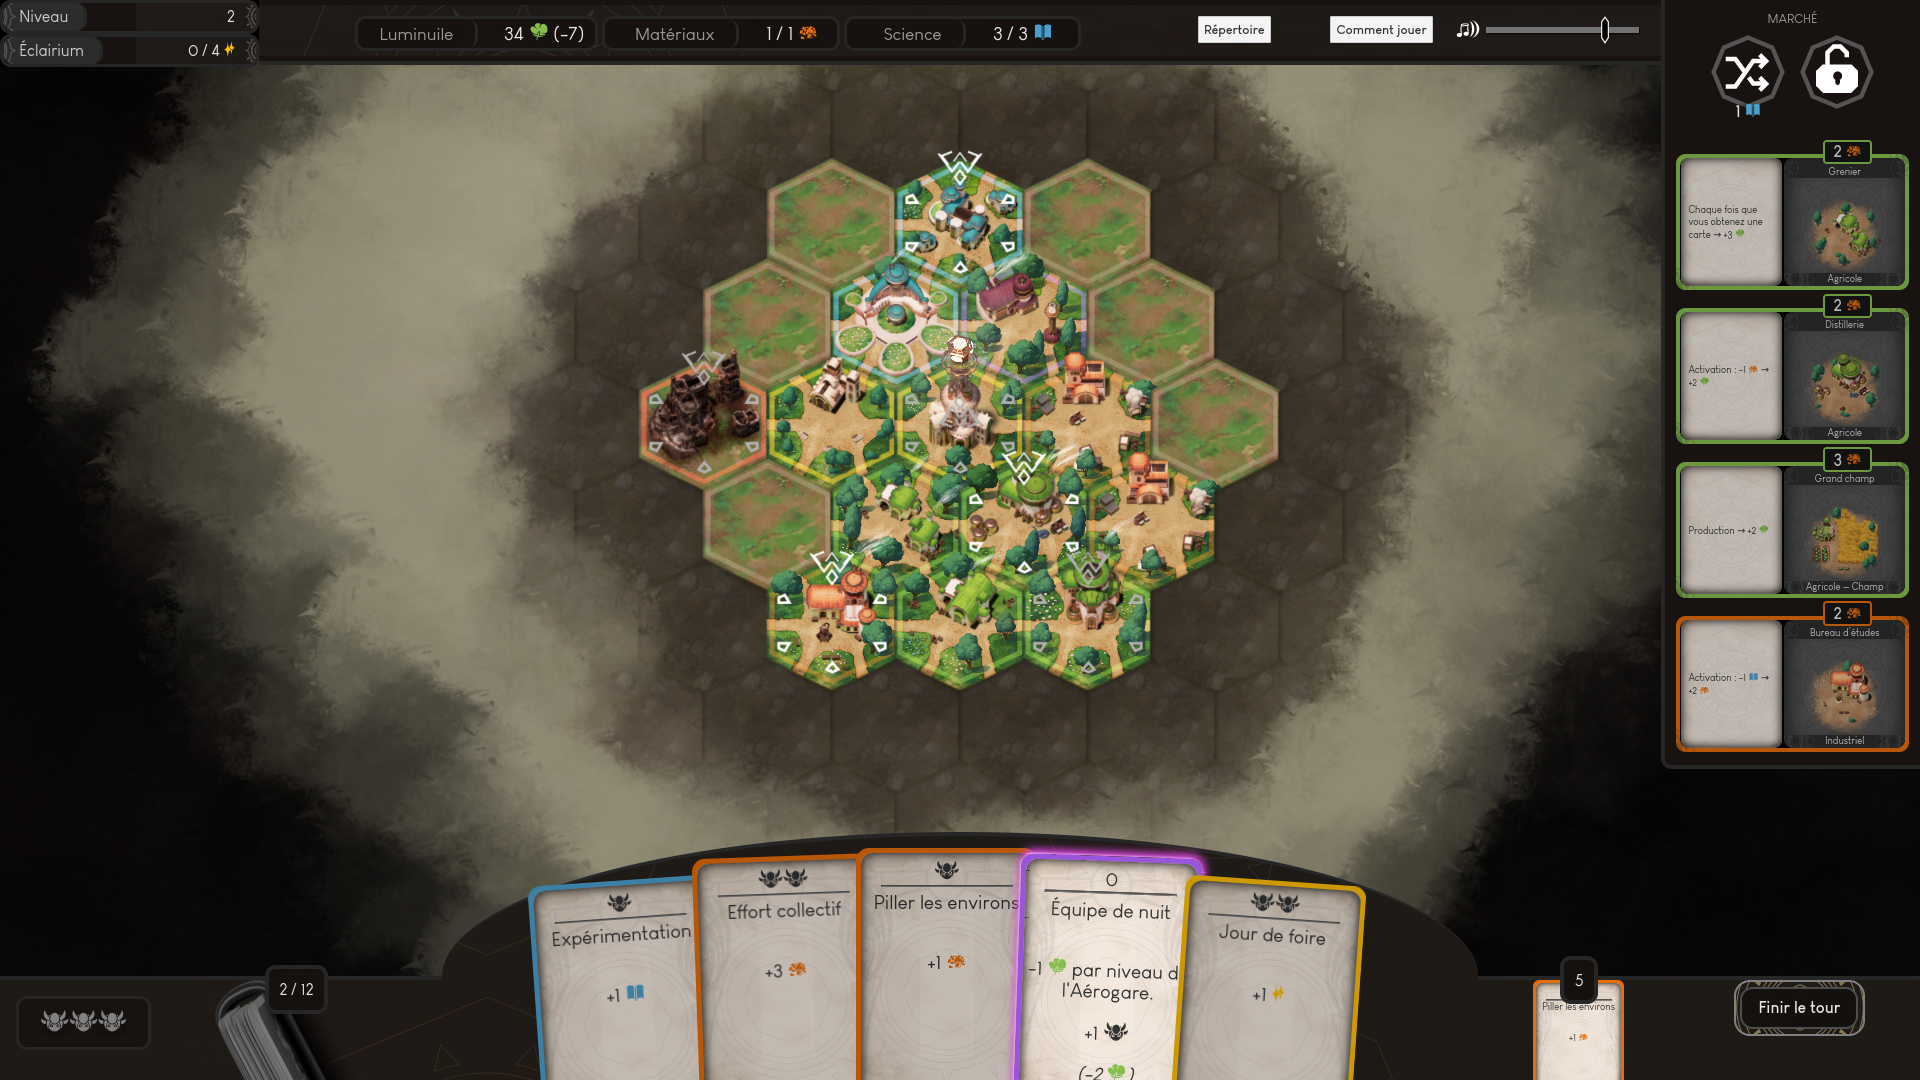 Niveau
2
Éclairium
0 / 4
Luminuile
34 (-7)
Matériaux
1 / 1
Science
3 / 3
Répertoire
Comment jouer
MARCHÉ
1
2
Grenier
Chaque fois que
vous obtenez une
carte → +3
Agricole
2
Distillerie
Activation : -1 →
+2
Agricole
3
Grand champ
Production → +2
Agricole – Champ
2
Bureau d'études
Activation : -1 →
+2
Industriel
Expérimentation
+1
Effort collectif
+3
Piller les environs
+1
0
Équipe de nuit
-1 par niveau d
l'Aérogare.
+1
(-2 )
Jour de foire
+1
2 / 12
5
Piller les environs
+1
Finir le tour